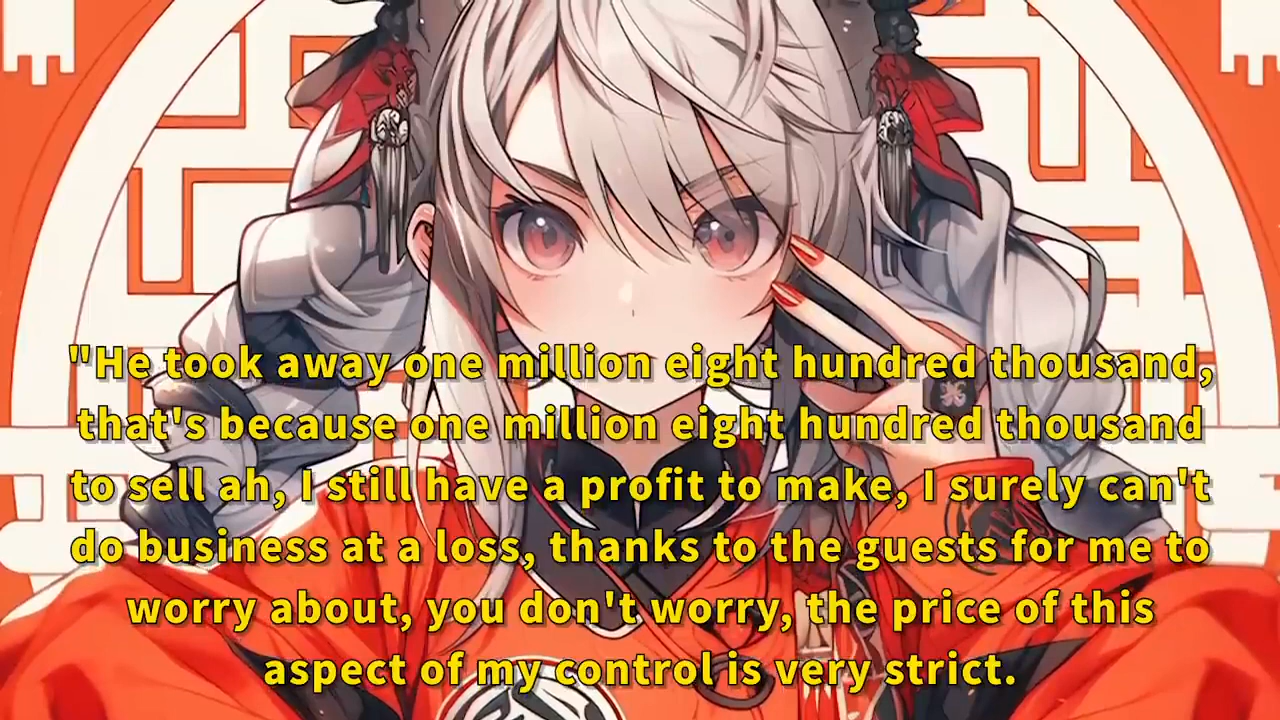 "He took away one million eight hundred thousand,
that's because one million eight hundred thousand
to sell ah, I still have a profit to make, I surely can't
do business at a loss, thanks to the guests for me to
worry about, you don't worry, the price of this
aspect of my control is very strict.